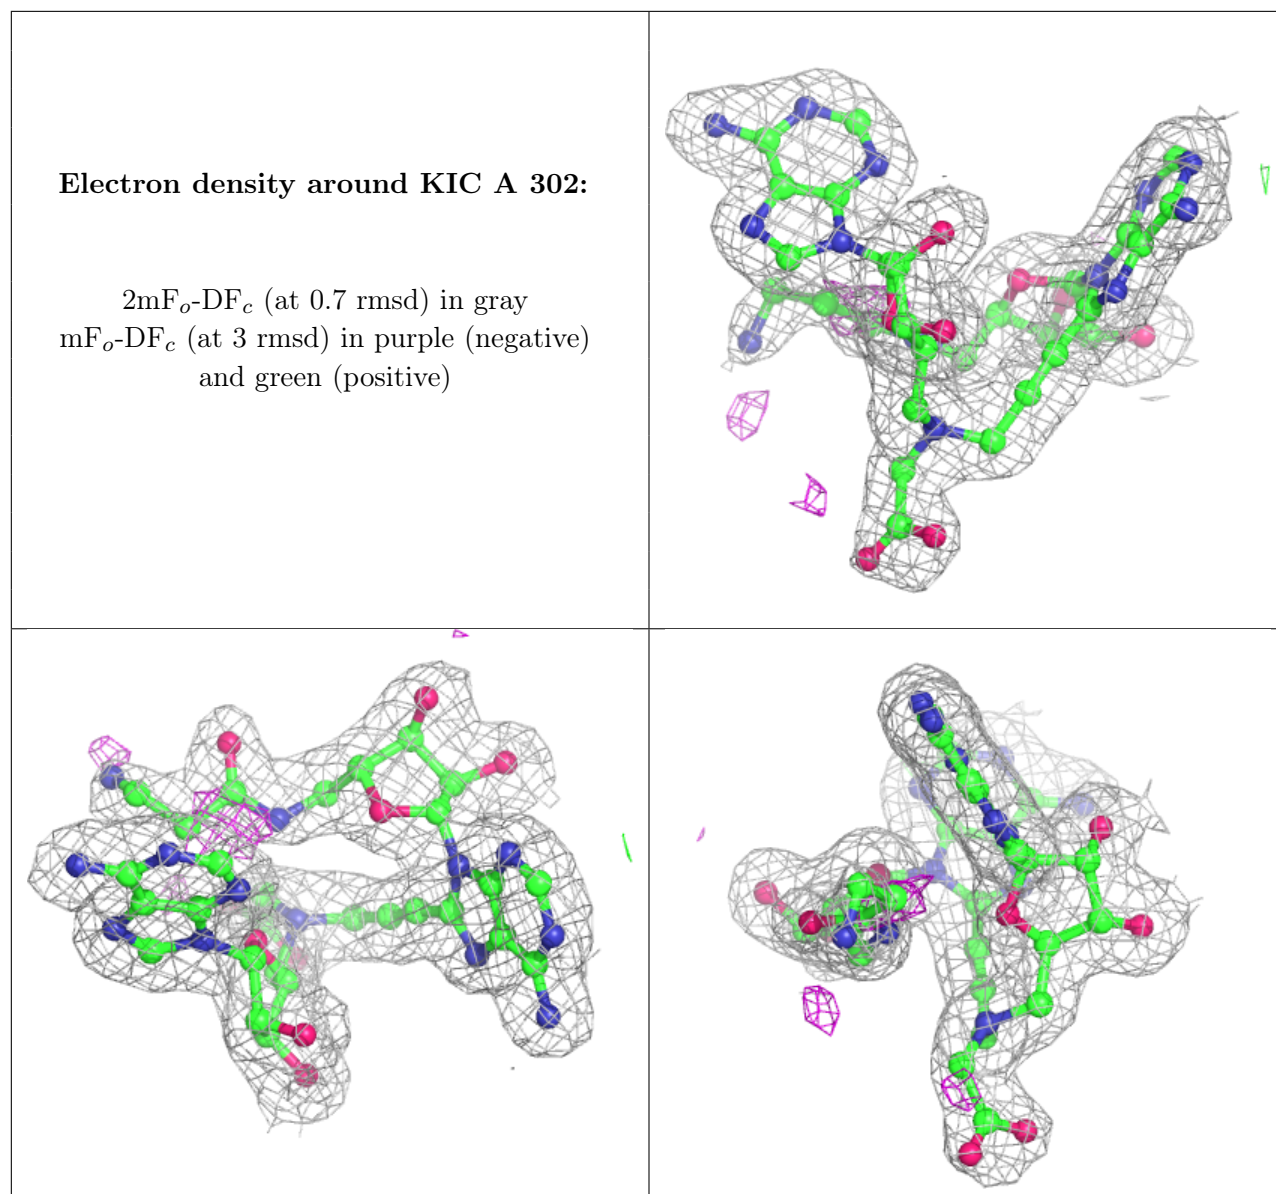 Electron density around KIC A 302:
2mFo-DFc (at 0.7 rmsd) in gray
mFo-DFc (at 3 rmsd) in purple (negative)
and green (positive)